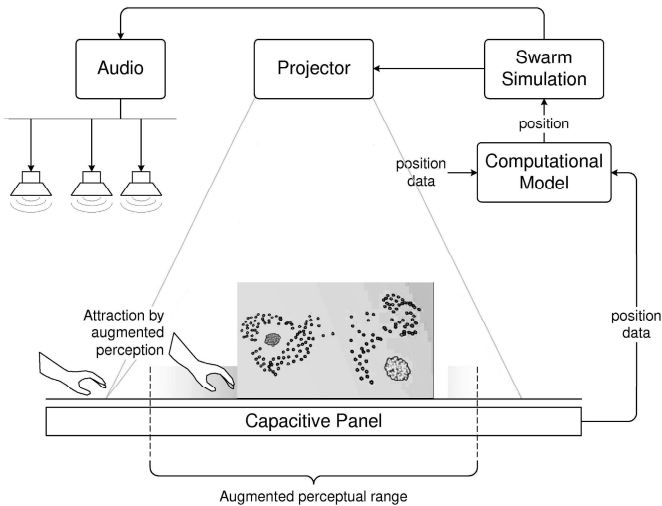 Audio
Projector
Swarm
Simulation
position
position
data
Computational
Model
Attraction by
augmented
perception
position
data
Capacitive Panel
Augmented perceptual range